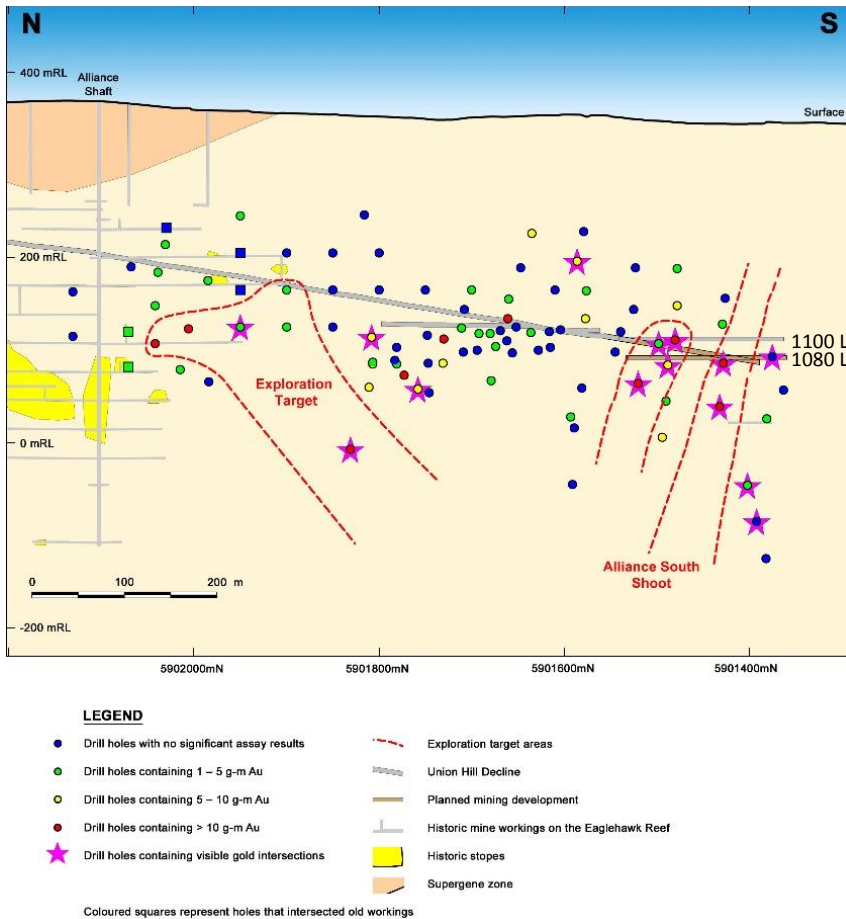 N
S
400 mRL
Alliance
Shaft
Surface
200 mRL
1100 L
1080 L
Exploration
Target
0 mRL
Alliance South
Shoot
0 100 200 m
-200 mRL
5902000mN 5901800mN 5901600mN 5901400mN
LEGEND
Drill holes with no significant assay results
Drill holes containing 1 – 5 g-m Au
Drill holes containing 5 – 10 g-m Au
Drill holes containing > 10 g-m Au
Drill holes containing visible gold intersections
Exploration target areas
Union Hill Decline
Planned mining development
Historic mine workings on the Eaglehawk Reef
Historic stopes
Supergene zone
Coloured squares represent holes that intersected old workings